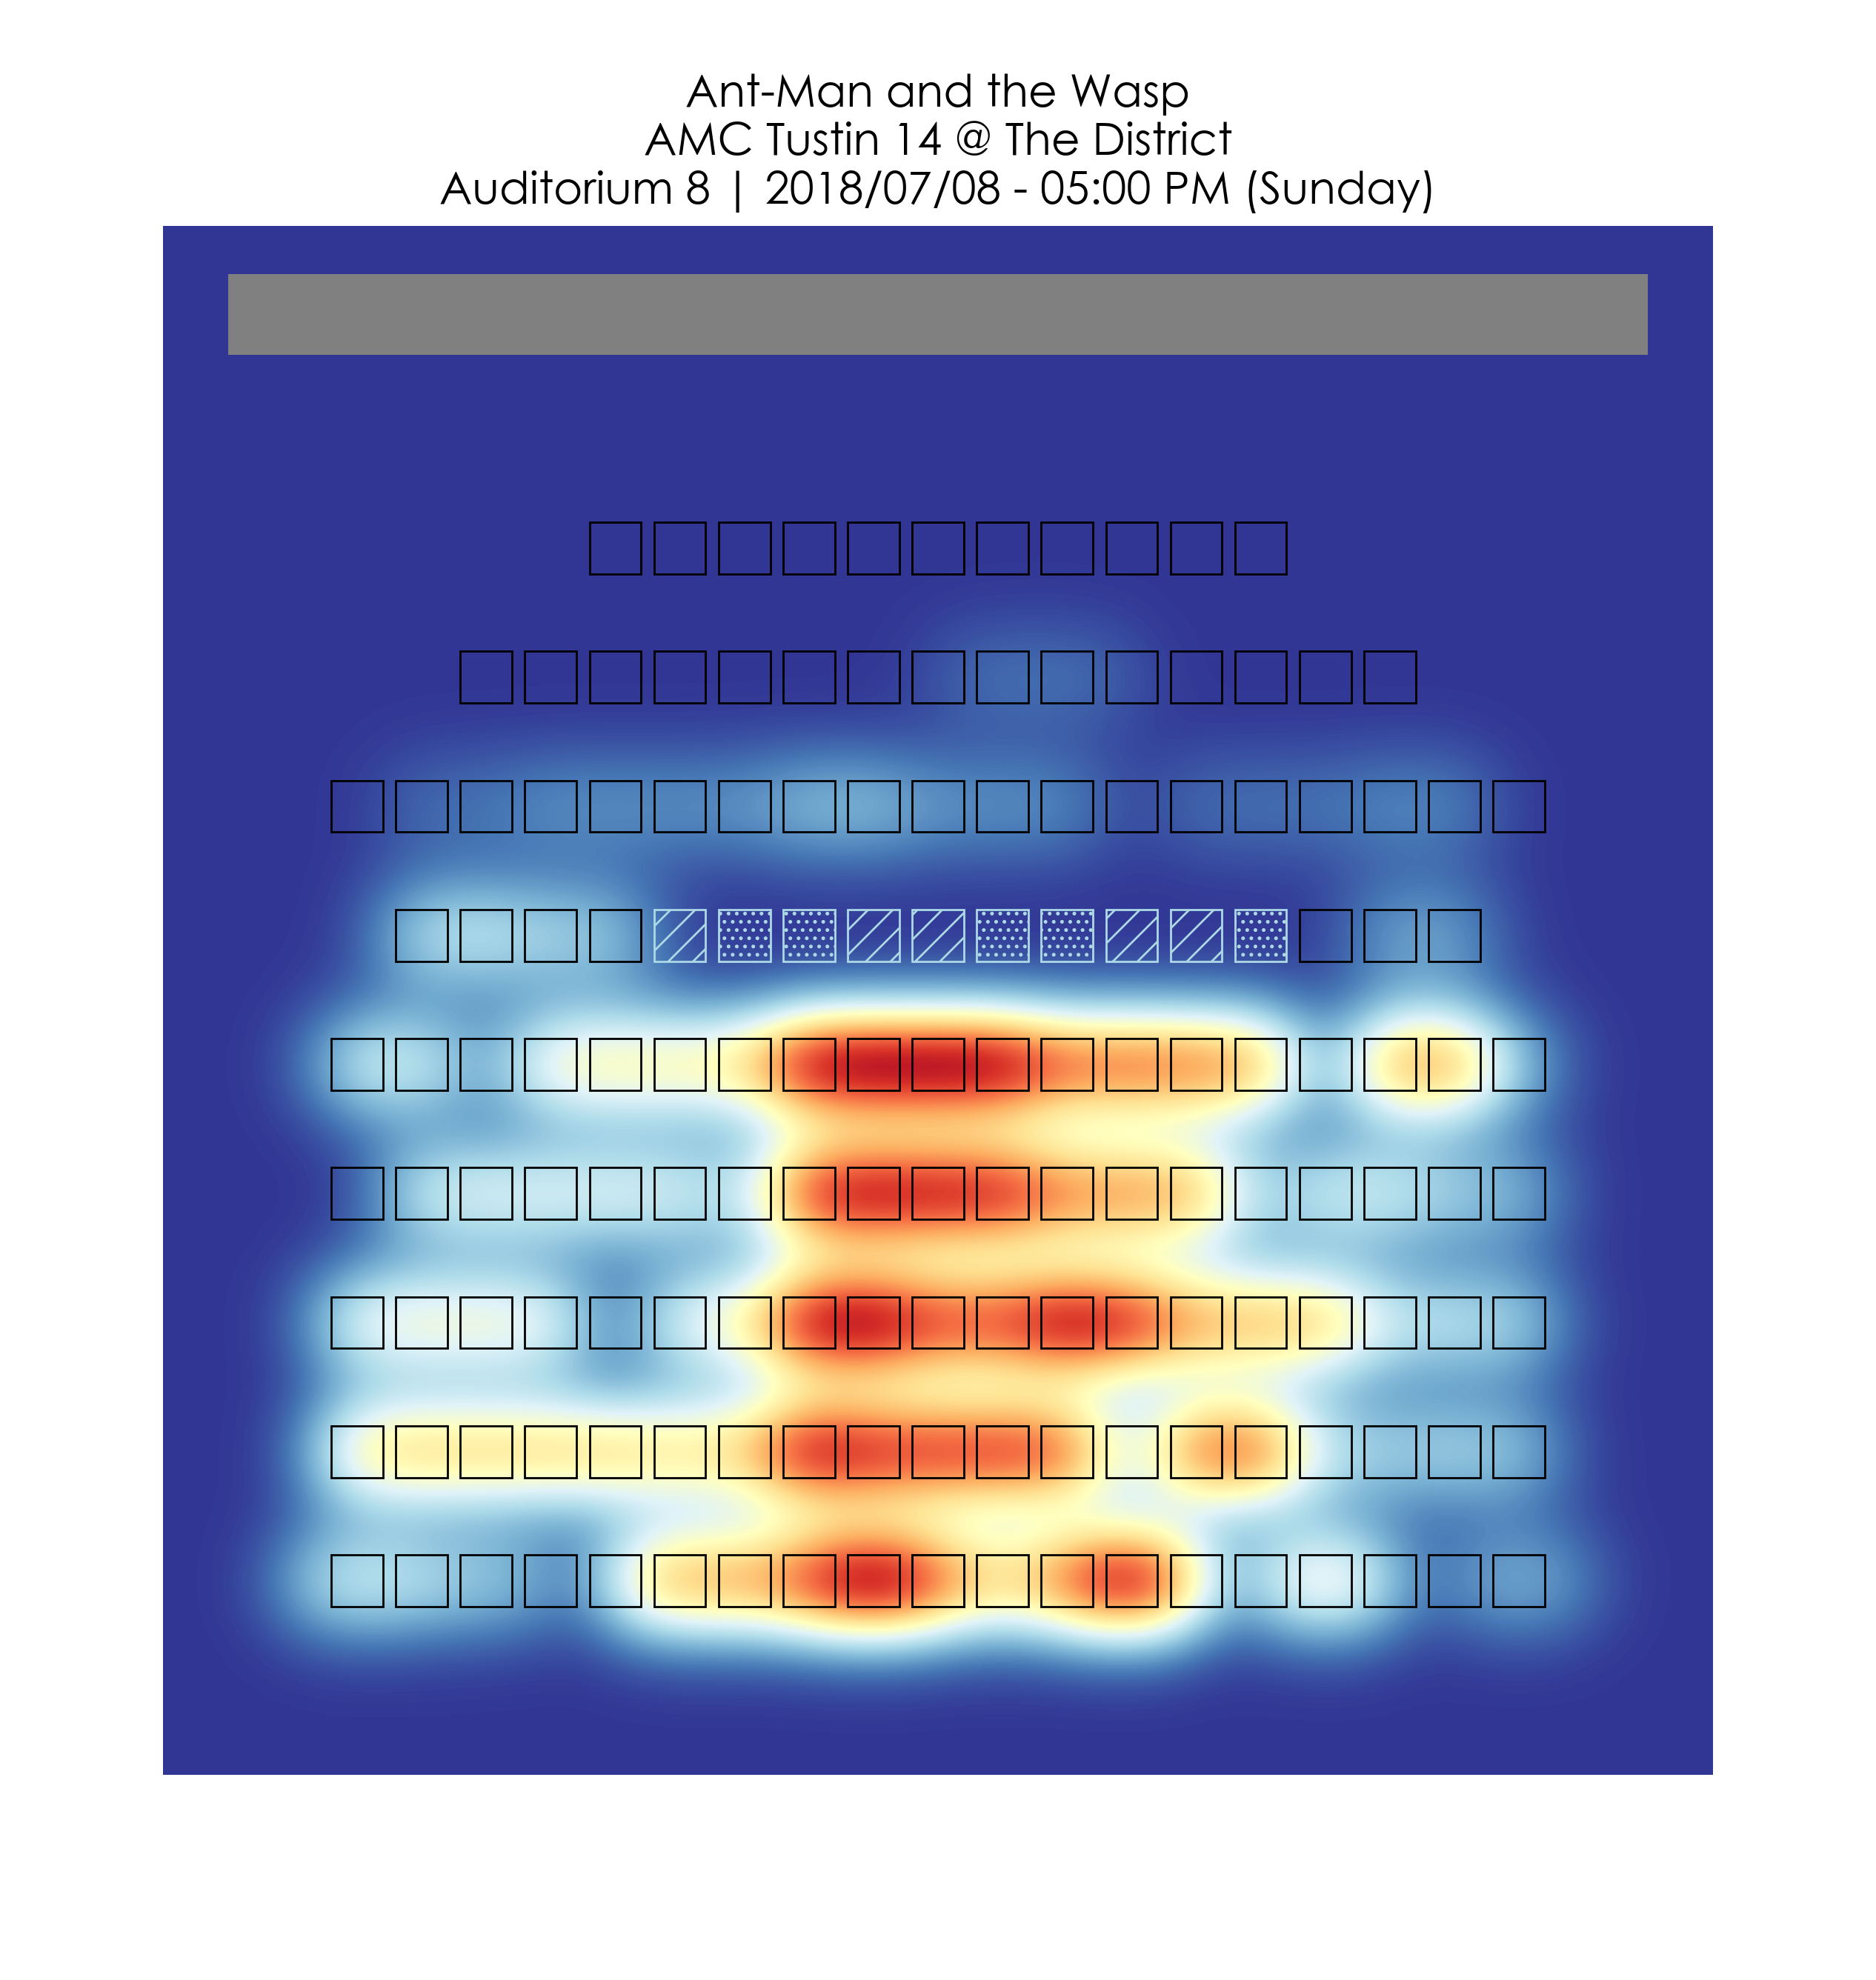 Ant-Man and the Wasp
AMC Tustin 14 @ The District
Auditorium 8 | 2018/07/08 - 05:00 PM (Sunday)